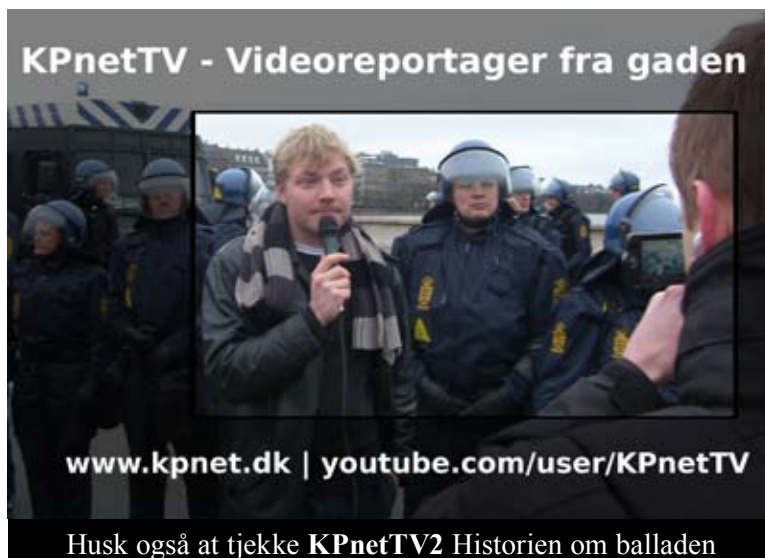 KPnetTV - Videoreportager fra gaden
www.kpnet.dk | youtube.com/user/KPnetTV
Husk også at tjekke KPnetTV2 Historien om balladen